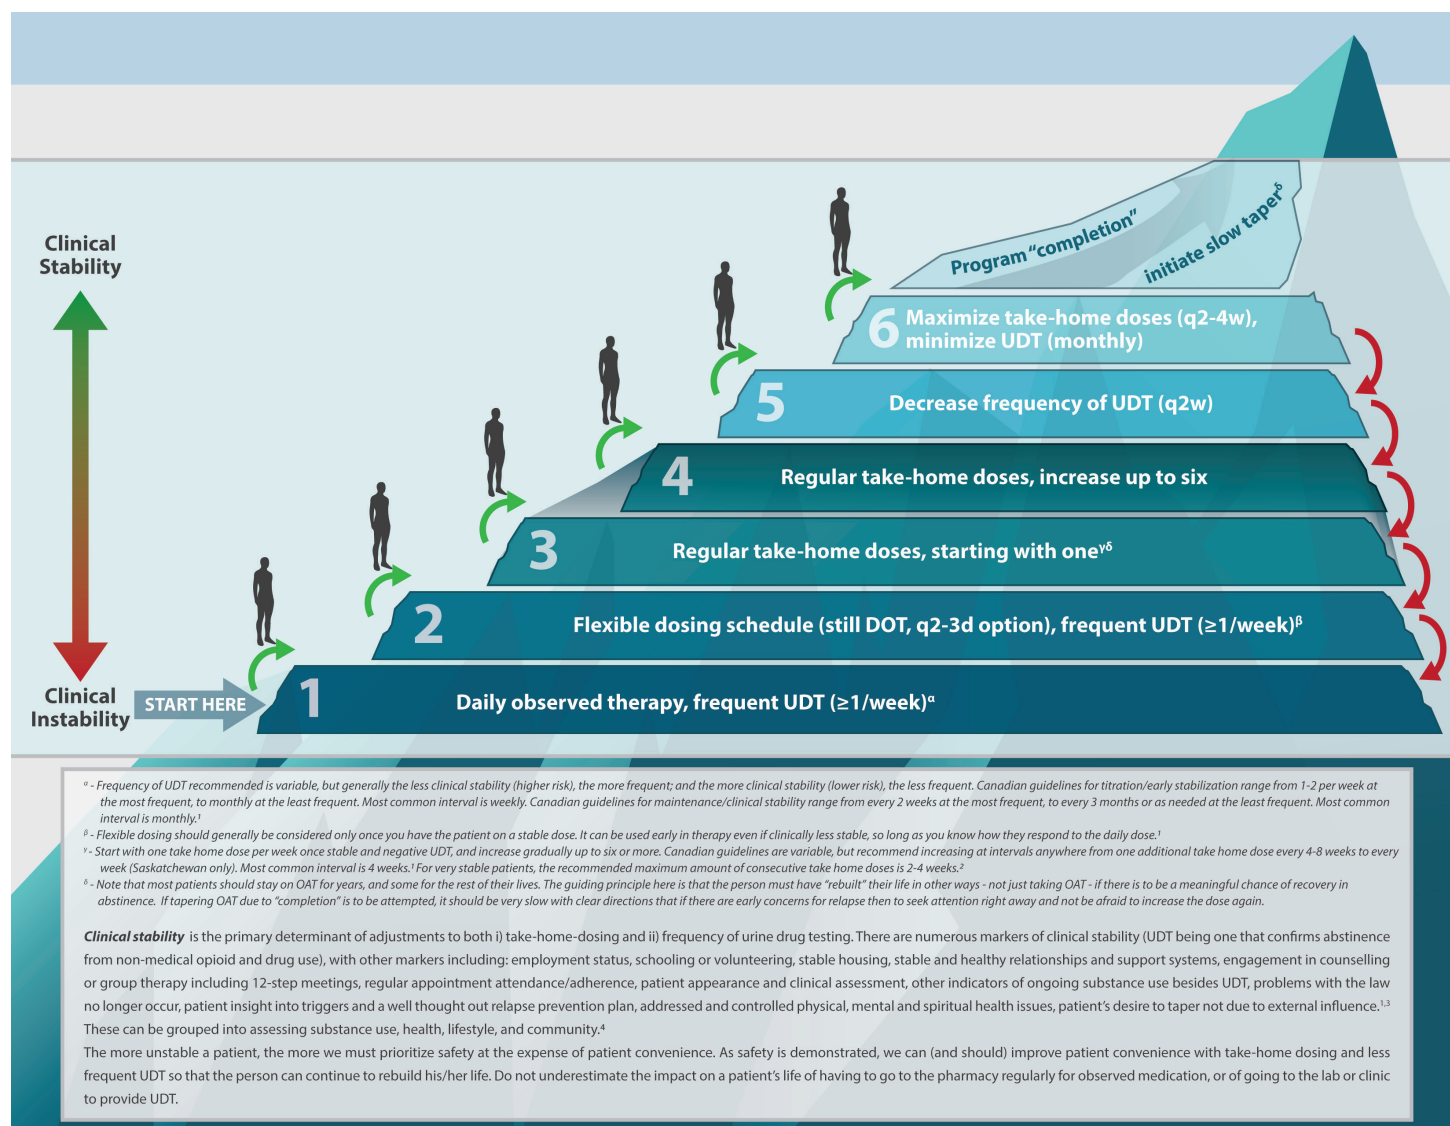 Clinical
Stability
Program “completion”
initiate slow taperδ
6
Maximize take-home doses (q2-4w),
minimize UDT (monthly)
5
Decrease frequency of UDT (q2w)
4
Regular take-home doses, increase up to six
3
Regular take-home doses, starting with oneγδ
2
Flexible dosing schedule (still DOT, q2-3d option), frequent UDT (≥1/week)β
Clinical
Instability
START HERE
1
Daily observed therapy, frequent UDT (≥1/week)α
α - Frequency of UDT recommended is variable, but generally the less clinical stability (higher risk), the more frequent; and the more clinical stability (lower risk), the less frequent. Canadian guidelines for titration/early stabilization range from 1-2 per week at
the most frequent, to monthly at the least frequent. Most common interval is weekly. Canadian guidelines for maintenance/clinical stability range from every 2 weeks at the most frequent, to every 3 months or as needed at the least frequent. Most common
interval is monthly.¹
β - Flexible dosing should generally be considered only once you have the patient on a stable dose. It can be used early in therapy even if clinically less stable, so long as you know how they respond to the daily dose.¹
γ - Start with one take home dose per week once stable and negative UDT, and increase gradually up to six or more. Canadian guidelines are variable, but recommend increasing at intervals anywhere from one additional take home dose every 4-8 weeks to every
week (Saskatchewan only). Most common interval is 4 weeks.¹ For very stable patients, the recommended maximum amount of consecutive take home doses is 2-4 weeks.²
δ - Note that most patients should stay on OAT for years, and some for the rest of their lives. The guiding principle here is that the person must have “rebuilt” their life in other ways - not just taking OAT - if there is to be a meaningful chance of recovery in
abstinence. If tapering OAT due to “completion” is to be attempted, it should be very slow with clear directions that if there are early concerns for relapse then to seek attention right away and not be afraid to increase the dose again.
Clinical stability is the primary determinant of adjustments to both i) take-home-dosing and ii) frequency of urine drug testing. There are numerous markers of clinical stability (UDT being one that confirms abstinence
from non-medical opioid and drug use), with other markers including: employment status, schooling or volunteering, stable housing, stable and healthy relationships and support systems, engagement in counselling
or group therapy including 12-step meetings, regular appointment attendance/adherence, patient appearance and clinical assessment, other indicators of ongoing substance use besides UDT, problems with the law
no longer occur, patient insight into triggers and a well thought out relapse prevention plan, addressed and controlled physical, mental and spiritual health issues, patient’s desire to taper not due to external influence.¹,³
These can be grouped into assessing substance use, health, lifestyle, and community.⁴
The more unstable a patient, the more we must prioritize safety at the expense of patient convenience. As safety is demonstrated, we can (and should) improve patient convenience with take-home dosing and less
frequent UDT so that the person can continue to rebuild his/her life. Do not underestimate the impact on a patient’s life of having to go to the pharmacy regularly for observed medication, or of going to the lab or clinic
to provide UDT.